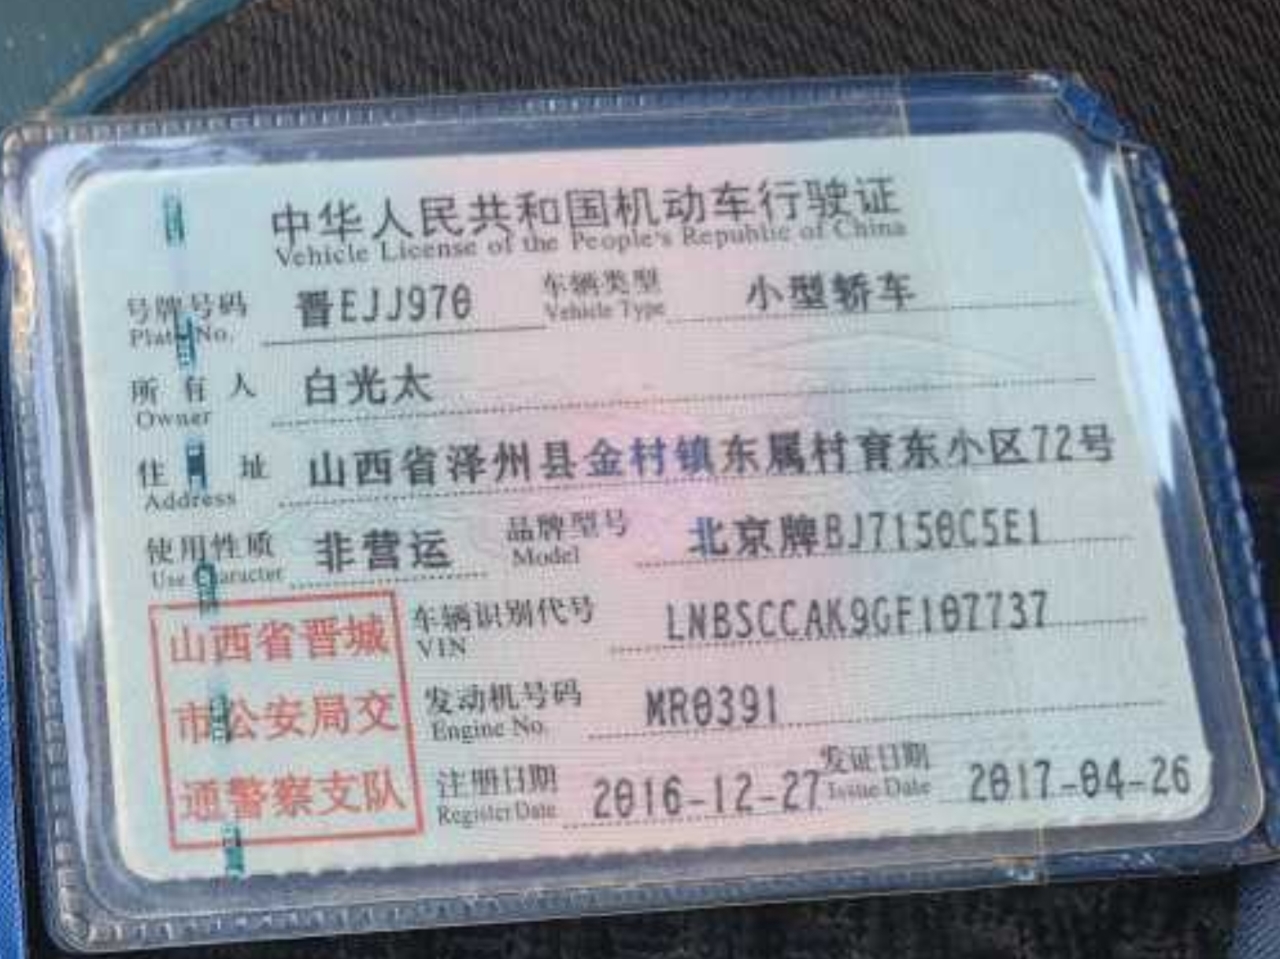 中华人民共和国机动车行驶证
Vehicle License of the People's Republic of China
号牌号码 晋EJJ970 车辆类型 小型轿车
Plate No. Vehicle Type
所有人 白光太
Owner
住址 山西省泽州县金村镇东属村育东小区72号
Address
使用性质 非营运 品牌型号 北京牌BJ7150C5E1
Use Character Model
车辆识别代号 LNBSCCAK9GF107737
VIN
发动机号码 MR0391
Engine No.
注册日期 2016-12-27 发证日期 2017-04-26
Register Date Issue Date
山西省晋城
市公安局交
通警察支队